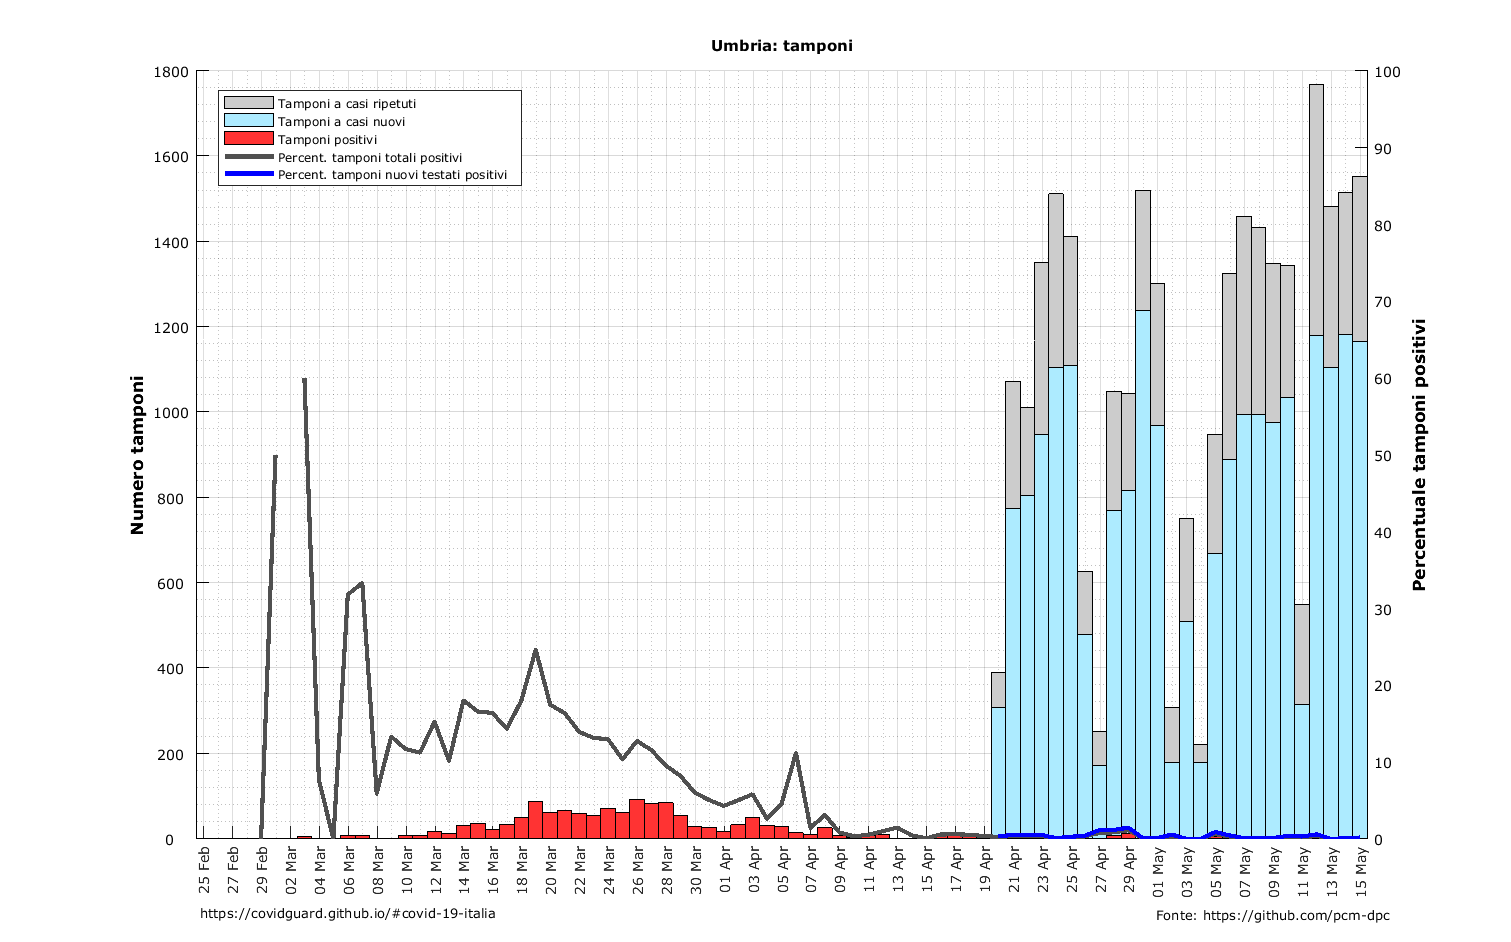 Umbria: tamponi
Tamponi a casi ripetuti
Tamponi a casi nuovi
Tamponi positivi
Percent. tamponi totali positivi
Percent. tamponi nuovi testati positivi
Numero tamponi
1800
1600
1400
1200
1000
800
600
400
200
0
100
90
80
70
60
50
40
30
20
10
0
Percentuale tamponi positivi
25 Feb
27 Feb
29 Feb
02 Mar
04 Mar
06 Mar
08 Mar
10 Mar
12 Mar
14 Mar
16 Mar
18 Mar
20 Mar
22 Mar
24 Mar
26 Mar
28 Mar
30 Mar
01 Apr
03 Apr
05 Apr
07 Apr
09 Apr
11 Apr
13 Apr
15 Apr
17 Apr
19 Apr
21 Apr
23 Apr
25 Apr
27 Apr
29 Apr
01 May
03 May
05 May
07 May
09 May
11 May
13 May
15 May
https://covidguard.github.io/#covid-19-italia
Fonte: https://github.com/pcm-dpc